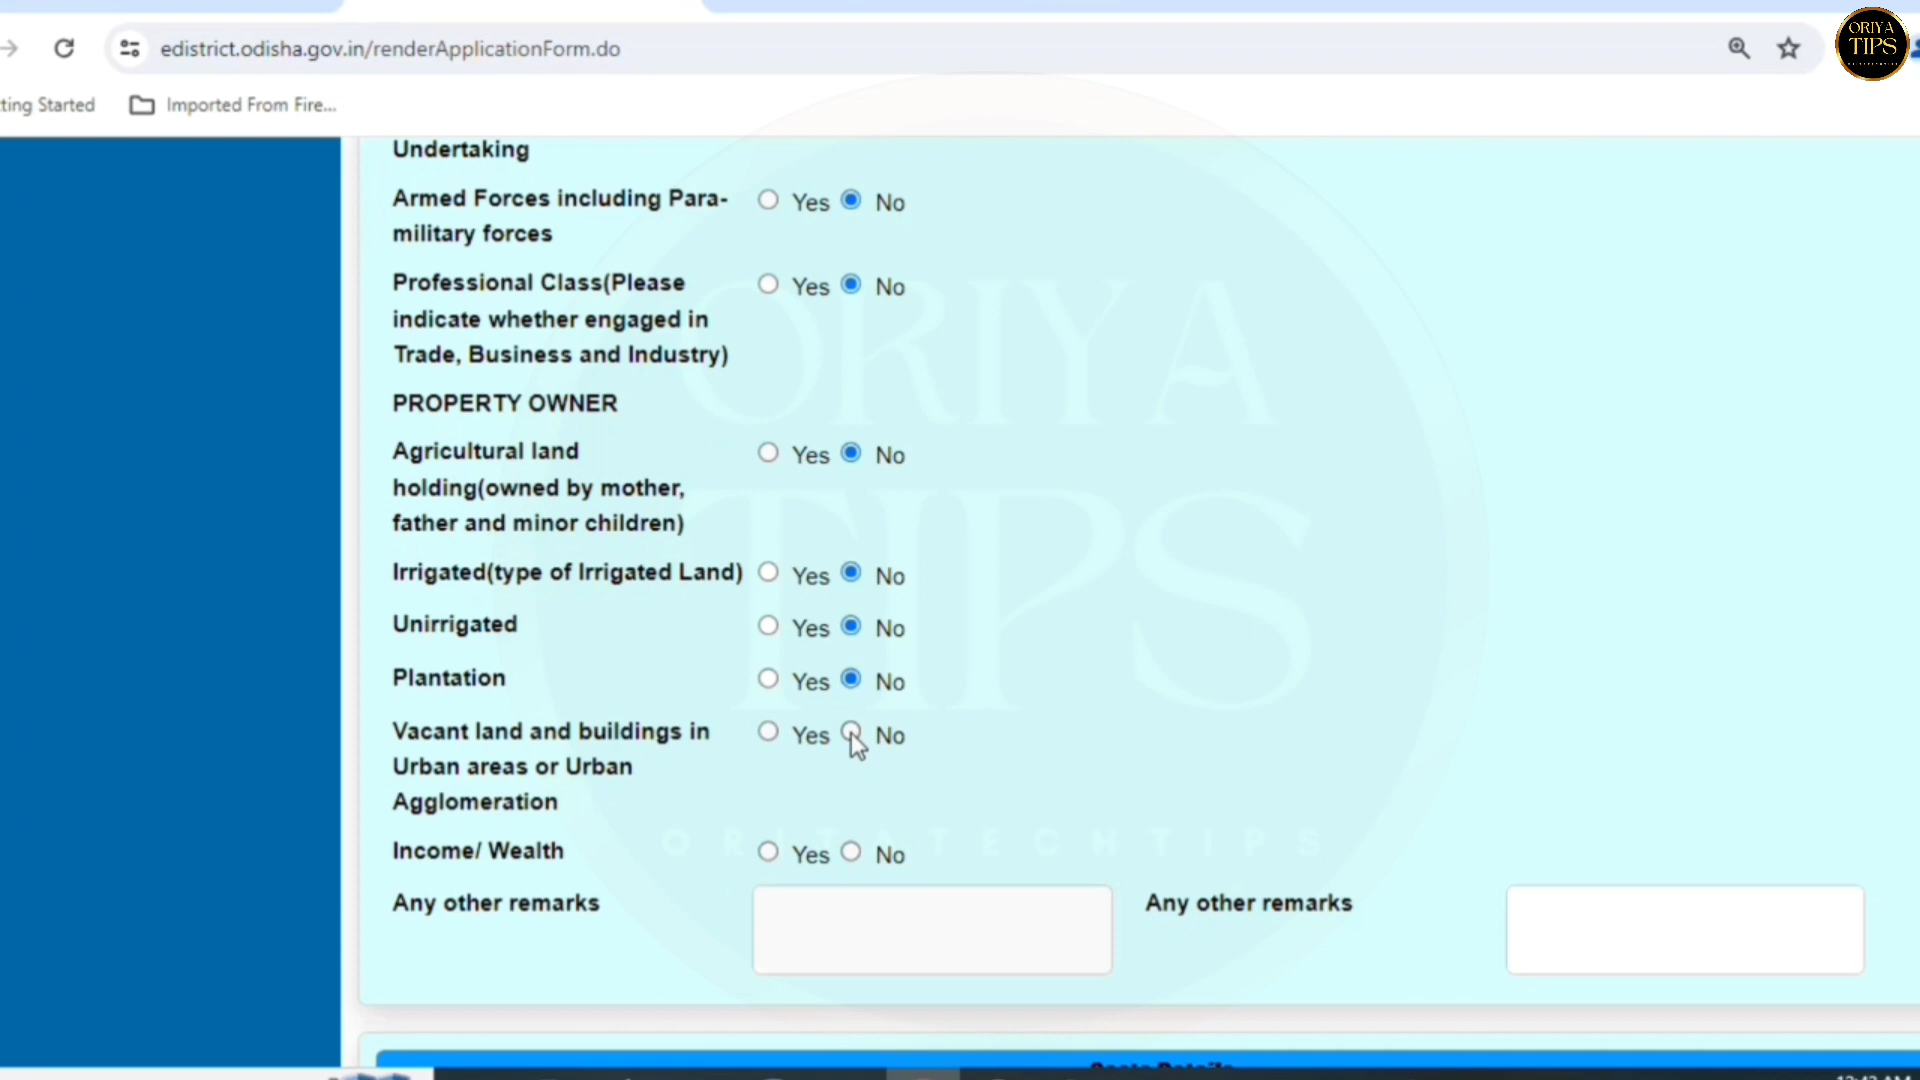 ORIYA
TIPS
edistrict.odisha.gov.in/renderApplicationForm.do
ting Started
Imported From Fire...
Undertaking
Armed Forces including Para-
military forces
Yes No
Professional Class(Please
indicate whether engaged in
Trade, Business and Industry)
Yes No
PROPERTY OWNER
Agricultural land
holding(owned by mother,
father and minor children)
Yes No
Irrigated(type of Irrigated Land) Yes No
Unirrigated Yes No
Plantation Yes No
Vacant land and buildings in
Urban areas or Urban
Agglomeration
Yes No
Income/ Wealth Yes No
Any other remarks Any other remarks
ORIYA
TIPS
ORIYATECHTIPS